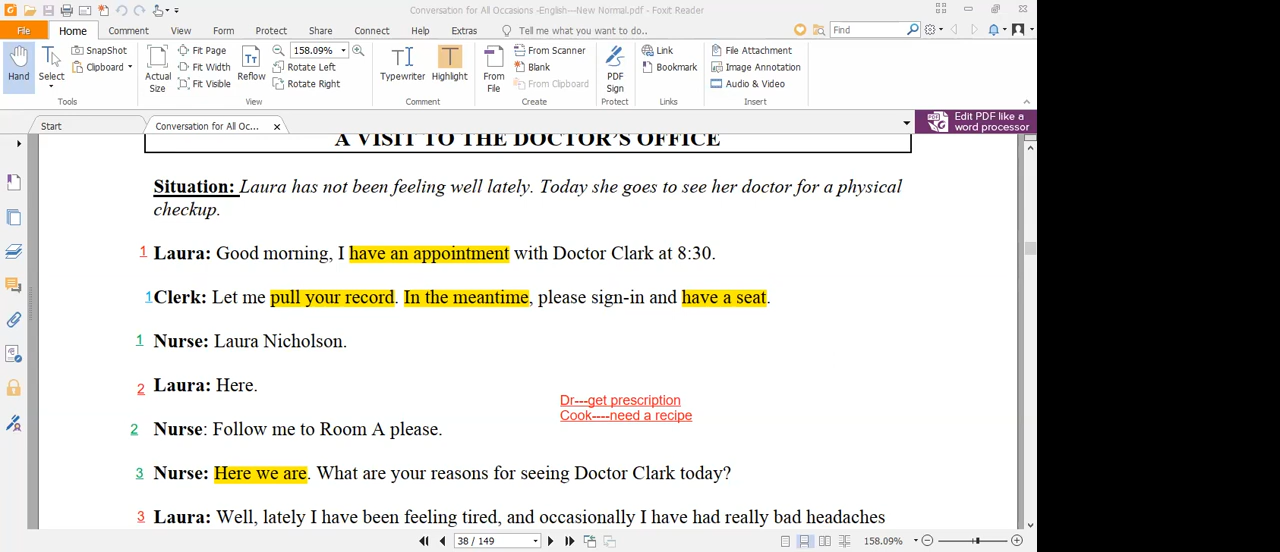 Conversation for All Occasions -English---New Normal.pdf - Foxit Reader
File Home Comment View Form Protect Share Connect Help Extras Tell me what you want to do.. Find
Hand
Select
SnapShot
Clipboard
Tools
Actual Size
Fit Page
Fit Width
Fit Visible
Reflow
158.09%
Rotate Left
Rotate Right
View
Typewriter
Highlight
Comment
From File
From Scanner
Blank
From Clipboard
Create
PDF Sign
Protect
Link
Bookmark
Links
File Attachment
Image Annotation
Audio & Video
Insert
Start Conversation for All Oc...
Edit PDF like a
word processor
A VISIT TO THE DOCTOR'S OFFICE
Situation: Laura has not been feeling well lately. Today she goes to see her doctor for a physical
checkup.
1 Laura: Good morning, I have an appointment with Doctor Clark at 8:30.
1 Clerk: Let me pull your record. In the meantime, please sign-in and have a seat.
1 Nurse: Laura Nicholson.
2 Laura: Here.
Dr---get prescription
Cook----need a recipe
2 Nurse: Follow me to Room A please.
3 Nurse: Here we are. What are your reasons for seeing Doctor Clark today?
3 Laura: Well, lately I have been feeling tired, and occasionally I have had really bad headaches
38 / 149 158.09%